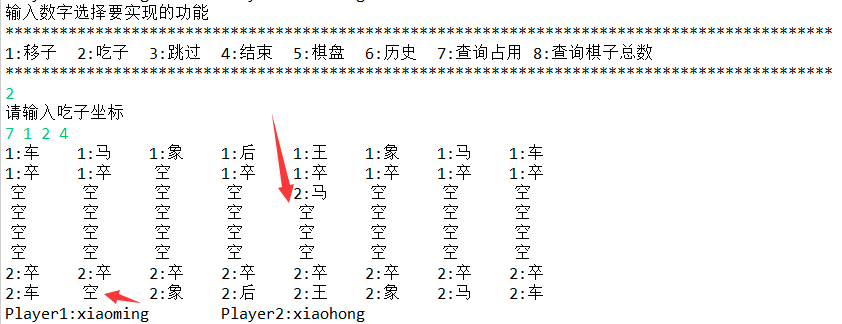 输入数字选择要实现的功能
********************************************************************************************
1:移子  2:吃子  3:跳过  4:结束  5:棋盘  6:历史  7:查询占用 8:查询棋子总数
********************************************************************************************
2
请输入吃子坐标
7 1 2 4
1:车 1:马 1:象 1:后 1:王 1:象 1:马 1:车
1:卒 1:卒 空 1:卒 1:卒 1:卒 1:卒 1:卒
空 空 空 空 2:马 空 空 空
空 空 空 空 空 空 空 空
空 空 空 空 空 空 空 空
空 空 空 空 空 空 空 空
2:卒 2:卒 2:卒 2:卒 2:卒 2:卒 2:卒 2:卒
2:车 空 2:象 2:后 2:王 2:象 2:马 2:车
Player1:xiaoming Player2:xiaohong